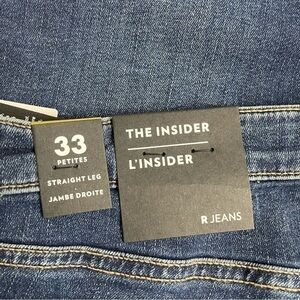 33
PETITES
STRAIGHT LEG
JAMBE DROITE
THE INSIDER
L'INSIDER
R JEANS